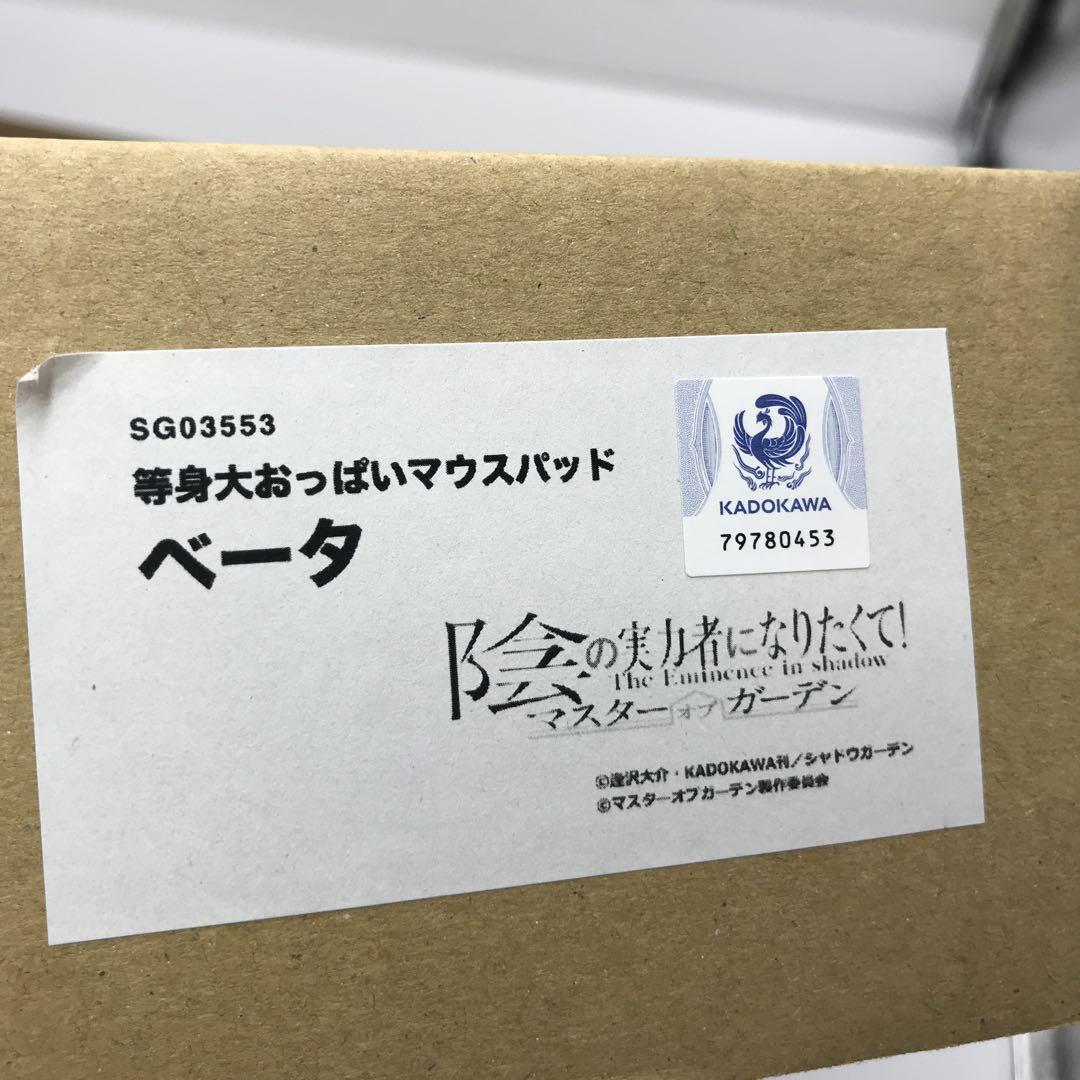 SG03553
等身大おっぱいマウスパッド
ベータ
KADOKAWA
79780453
陰の実力者になりたくて!
The Eminence in shadow
マスターオブガーデン
©逢沢大介・KADOKAWA刊/シャドウガーデン
©マスターオブガーデン製作委員会